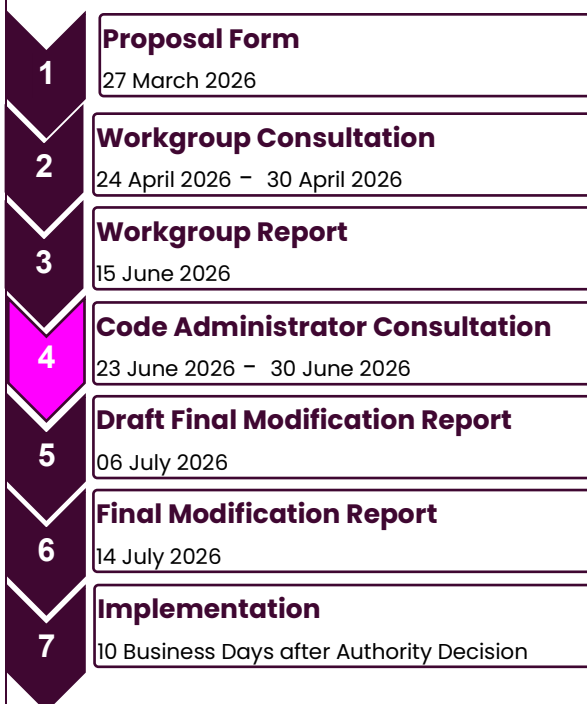 1
Proposal Form
27 March 2026
2
Workgroup Consultation
24 April 2026 – 30 April 2026
3
Workgroup Report
15 June 2026
4
Code Administrator Consultation
23 June 2026 – 30 June 2026
5
Draft Final Modification Report
06 July 2026
6
Final Modification Report
14 July 2026
7
Implementation
10 Business Days after Authority Decision